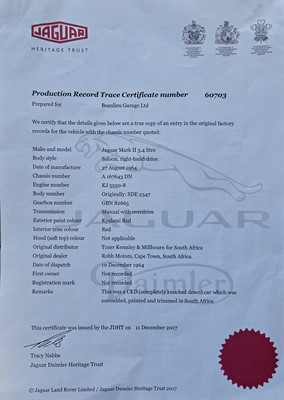 JAGUAR
HERITAGE TRUST
Production Record Trace Certificate number 60703
Prepared for Beaulieu Garage Ltd
We certify that the details given below are a true copy of an entry in the original factory
records for the vehicle with the chassis number quoted:
Make and model Jaguar Mark II 3.4 litre
Body style Saloon, right-hand drive
Date of manufacture 27 August 1964
Chassis number A 167643 DN
Engine number KJ 5550-8
Body number Originally: SDE 2347
Gearbox number GBN 82665
Transmission Manual with overdrive
Exterior paint colour Kyalami Red
Interior trim colour Red
Hood (soft top) colour Not applicable
Original distributor Tozer Kemsley & Millbourn for South Africa
Original dealer Robb Motors, Cape Town, South Africa
Date of dispatch 19 December 1964
First owner Not recorded
Registration mark Not recorded
Remarks This was a CKD (completely knocked down) car which was
assembled, painted and trimmed in South Africa
JAGUAR
Daimler
This certificate was issued by the JDHT on 11 December 2017
Tracy Nabbs
Jaguar Daimler Heritage Trust
© Jaguar Land Rover Limited / Jaguar Daimler Heritage Trust 2017